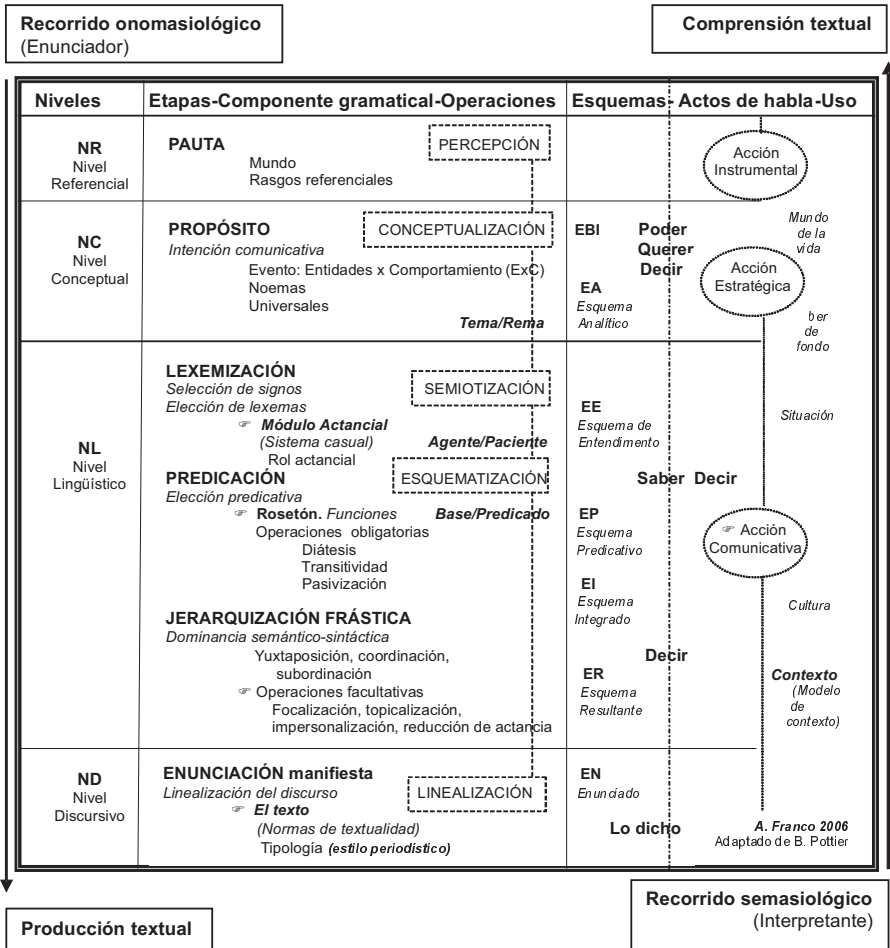 Recorrido onomasiológico
(Enunciador)
Comprensión textual
Niveles
Etapas-Componente gramatical-Operaciones
Esquemas- Actos de habla-Uso
NR
Nivel
Referencial
PAUTA
Mundo
Rasgos referenciales
PERCEPCIÓN
Acción
Instrumental
NC
Nivel
Conceptual
PROPÓSITO
Intención comunicativa
CONCEPTUALIZACIÓN
Evento: Entidades x Comportamiento (ExC)
Noemas
Universales
Tema/Rema
EBI
EA
Esquema
Analítico
Poder
Querer
Decir
Acción
Estratégica
Mundo
de la
vida
de
fondo
NL
Nivel
Lingüístico
LEXEMIZACIÓN
Selección de signos
Elección de lexemas
SEMIOTIZACIÓN
☞ Módulo Actancial
(Sistema casual)
Agente/Paciente
Rol actancial
PREDICACIÓN
Elección predicativa
ESQUEMATIZACIÓN
☞ Rosetón. Funciones
Base/Predicado
Operaciones obligatorias
Diátesis
Transitividad
Pasivización
JERARQUIZACIÓN FRÁSTICA
Dominancia semántico-sintáctica
Yuxtaposición, coordinación,
subordinación
☞ Operaciones facultativas
Focalización, topicalización,
impersonalización, reducción de actancia
EE
Esquema de
Entendimiento
Saber Decir
EP
Esquema
Predicativo
EI
Esquema
Integrado
Decir
ER
Esquema
Resultante
Situación
☞ Acción
Comunicativa
Cultura
Contexto
(Modelo
de
contexto)
ND
Nivel
Discursivo
ENUNCIACIÓN manifiesta
Linealización del discurso
LINEALIZACIÓN
☞ El texto
(Normas de textualidad)
Tipología (estilo periodístico)
EN
Enunciado
Lo dicho
A. Franco 2006
Adaptado de B. Pottier
Producción textual
Recorrido semasiológico
(Interpretante)